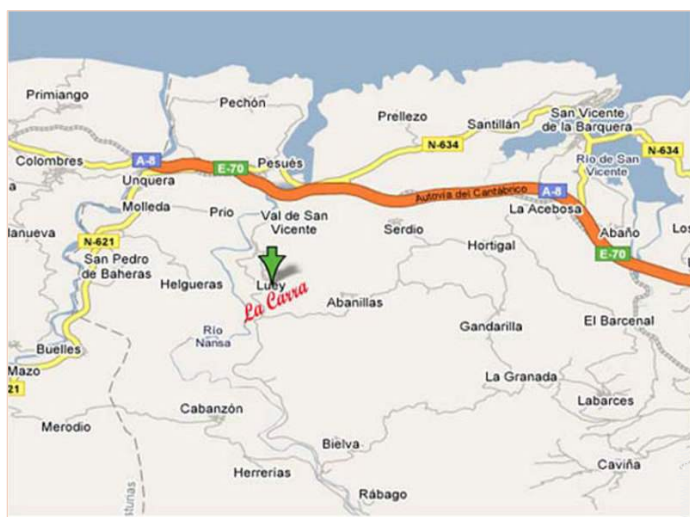 Primiango
Pechón
Prellezo
Santillán
San Vicente
de la Barquera
N-634
N-634
Colombres
A-8
E-70
Pesués
Río de San
Vicente
Unquera
Autovía del Cantábrico
A-8
Molleda
Prio
Val de San
Vicente
La Acebosa
lanueva
N-621
Serdio
Abaño
Los
San Pedro
de Baheras
Hortigal
E-70
Helgueras
Luey
La Carra
Abanillas
Gandarilla
El Barcenal
Río
Nansa
Buelles
Mazo
21
La Granada
Labarces
Cabanzón
Merodio
Bielva
Herrerías
Caviña
Rábago
sturias